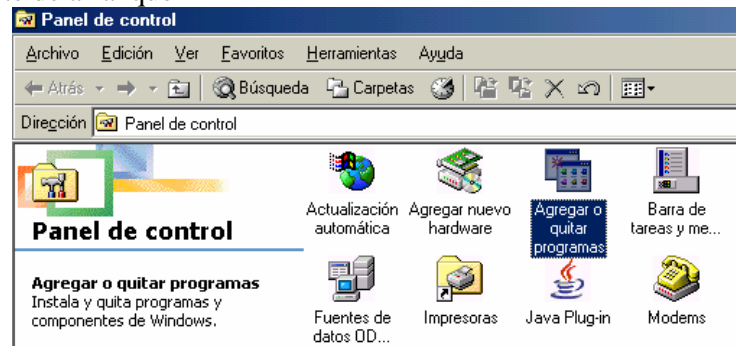 Panel de control
Archivo Edición Ver Favoritos Herramientas Ayuda
Atrás Búsqueda Carpetas
Dirección Panel de control
Panel de control
Agregar o quitar programas
Instala y quita programas y
componentes de Windows.
Actualización
automática
Agregar nuevo
hardware
Agregar o
quitar
programas
Barra de
tareas y me...
Fuentes de
datos OD...
Impresoras
Java Plug-in
Modems